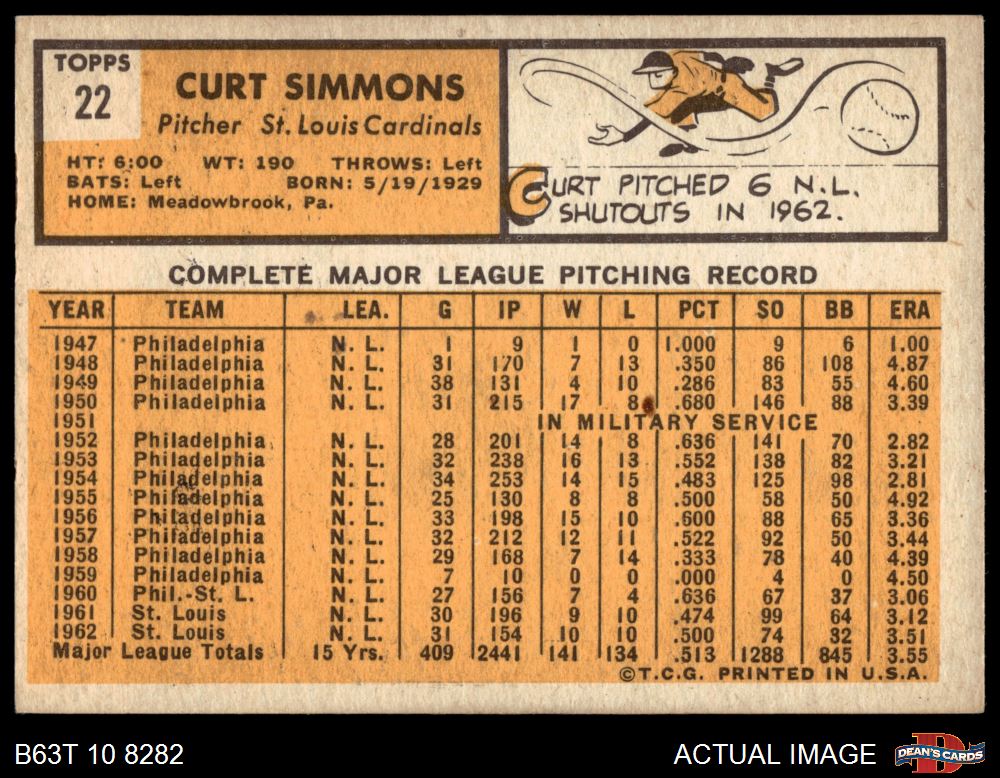 TOPPS
22
CURT SIMMONS
Pitcher St. Louis Cardinals
HT: 6:00 WT: 190 THROWS: Left
BATS: Left BORN: 5/19/1929
HOME: Meadowbrook, Pa.
CURT PITCHED 6 N.L.
SHUTOUTS IN 1962.
COMPLETE MAJOR LEAGUE PITCHING RECORD
YEAR TEAM LEA. G IP W L PCT SO BB ERA
1947 Philadelphia N. L. 1 9 1 0 1.000 9 6 1.00
1948 Philadelphia N. L. 31 170 7 13 .350 86 108 4.87
1949 Philadelphia N. L. 38 131 4 10 .286 83 55 4.60
1950 Philadelphia N. L. 31 215 17 8 .680 146 88 3.39
1951 IN MILITARY SERVICE
1952 Philadelphia N. L. 28 201 14 8 .636 141 70 2.82
1953 Philadelphia N. L. 32 238 16 13 .552 138 82 3.21
1954 Philadelphia N. L. 34 253 14 15 .483 125 98 2.81
1955 Philadelphia N. L. 25 130 8 8 .500 58 50 4.92
1956 Philadelphia N. L. 33 198 15 10 .600 88 65 3.36
1957 Philadelphia N. L. 32 212 12 11 .522 92 50 3.44
1958 Philadelphia N. L. 29 168 7 14 .333 78 40 4.39
1959 Philadelphia N. L. 7 10 0 0 .000 4 0 4.50
1960 Phil.-St. L. N. L. 27 156 7 4 .636 67 37 3.06
1961 St. Louis N. L. 30 196 9 10 .474 99 64 3.12
1962 St. Louis N. L. 31 154 10 10 .500 74 32 3.51
Major League Totals 15 Yrs. 409 2441 141 134 .513 1288 845 3.55
©T.C.G. PRINTED IN U.S.A.
B63T 10 8282 ACTUAL IMAGE DEAN'S CARDS